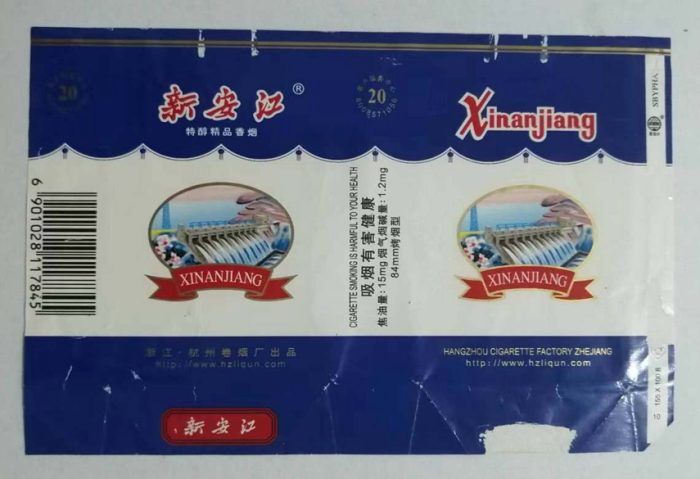 20
新安江®
特醇精品香烟
20
Xinanjiang
SBYPHA
6 901028 117845
XINANJIANG
CIGARETTE SMOKING IS HARMFUL TO YOUR HEALTH
吸烟有害健康
焦油量:15mg 烟气烟碱量:1.2mg
84mm烤烟型
XINANJIANG
浙江·杭州卷烟厂出品
http://www.hzliqun.com
HANGZHOU CIGARETTE FACTORY ZHEJIANG
http://www.hzliqun.com
新安江